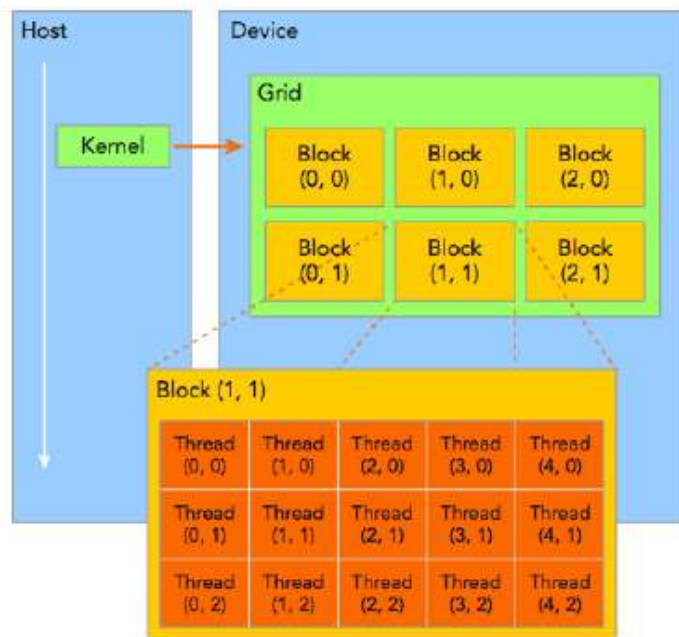 Host
Device
Grid
Kernel
Block
(0, 0)
Block
(1, 0)
Block
(2, 0)
Block
(0, 1)
Block
(1, 1)
Block
(2, 1)
Block (1, 1)
Thread
(0, 0)
Thread
(1, 0)
Thread
(2, 0)
Thread
(3, 0)
Thread
(4, 0)
Thread
(0, 1)
Thread
(1, 1)
Thread
(2, 1)
Thread
(3, 1)
Thread
(4, 1)
Thread
(0, 2)
Thread
(1, 2)
Thread
(2, 2)
Thread
(3, 2)
Thread
(4, 2)